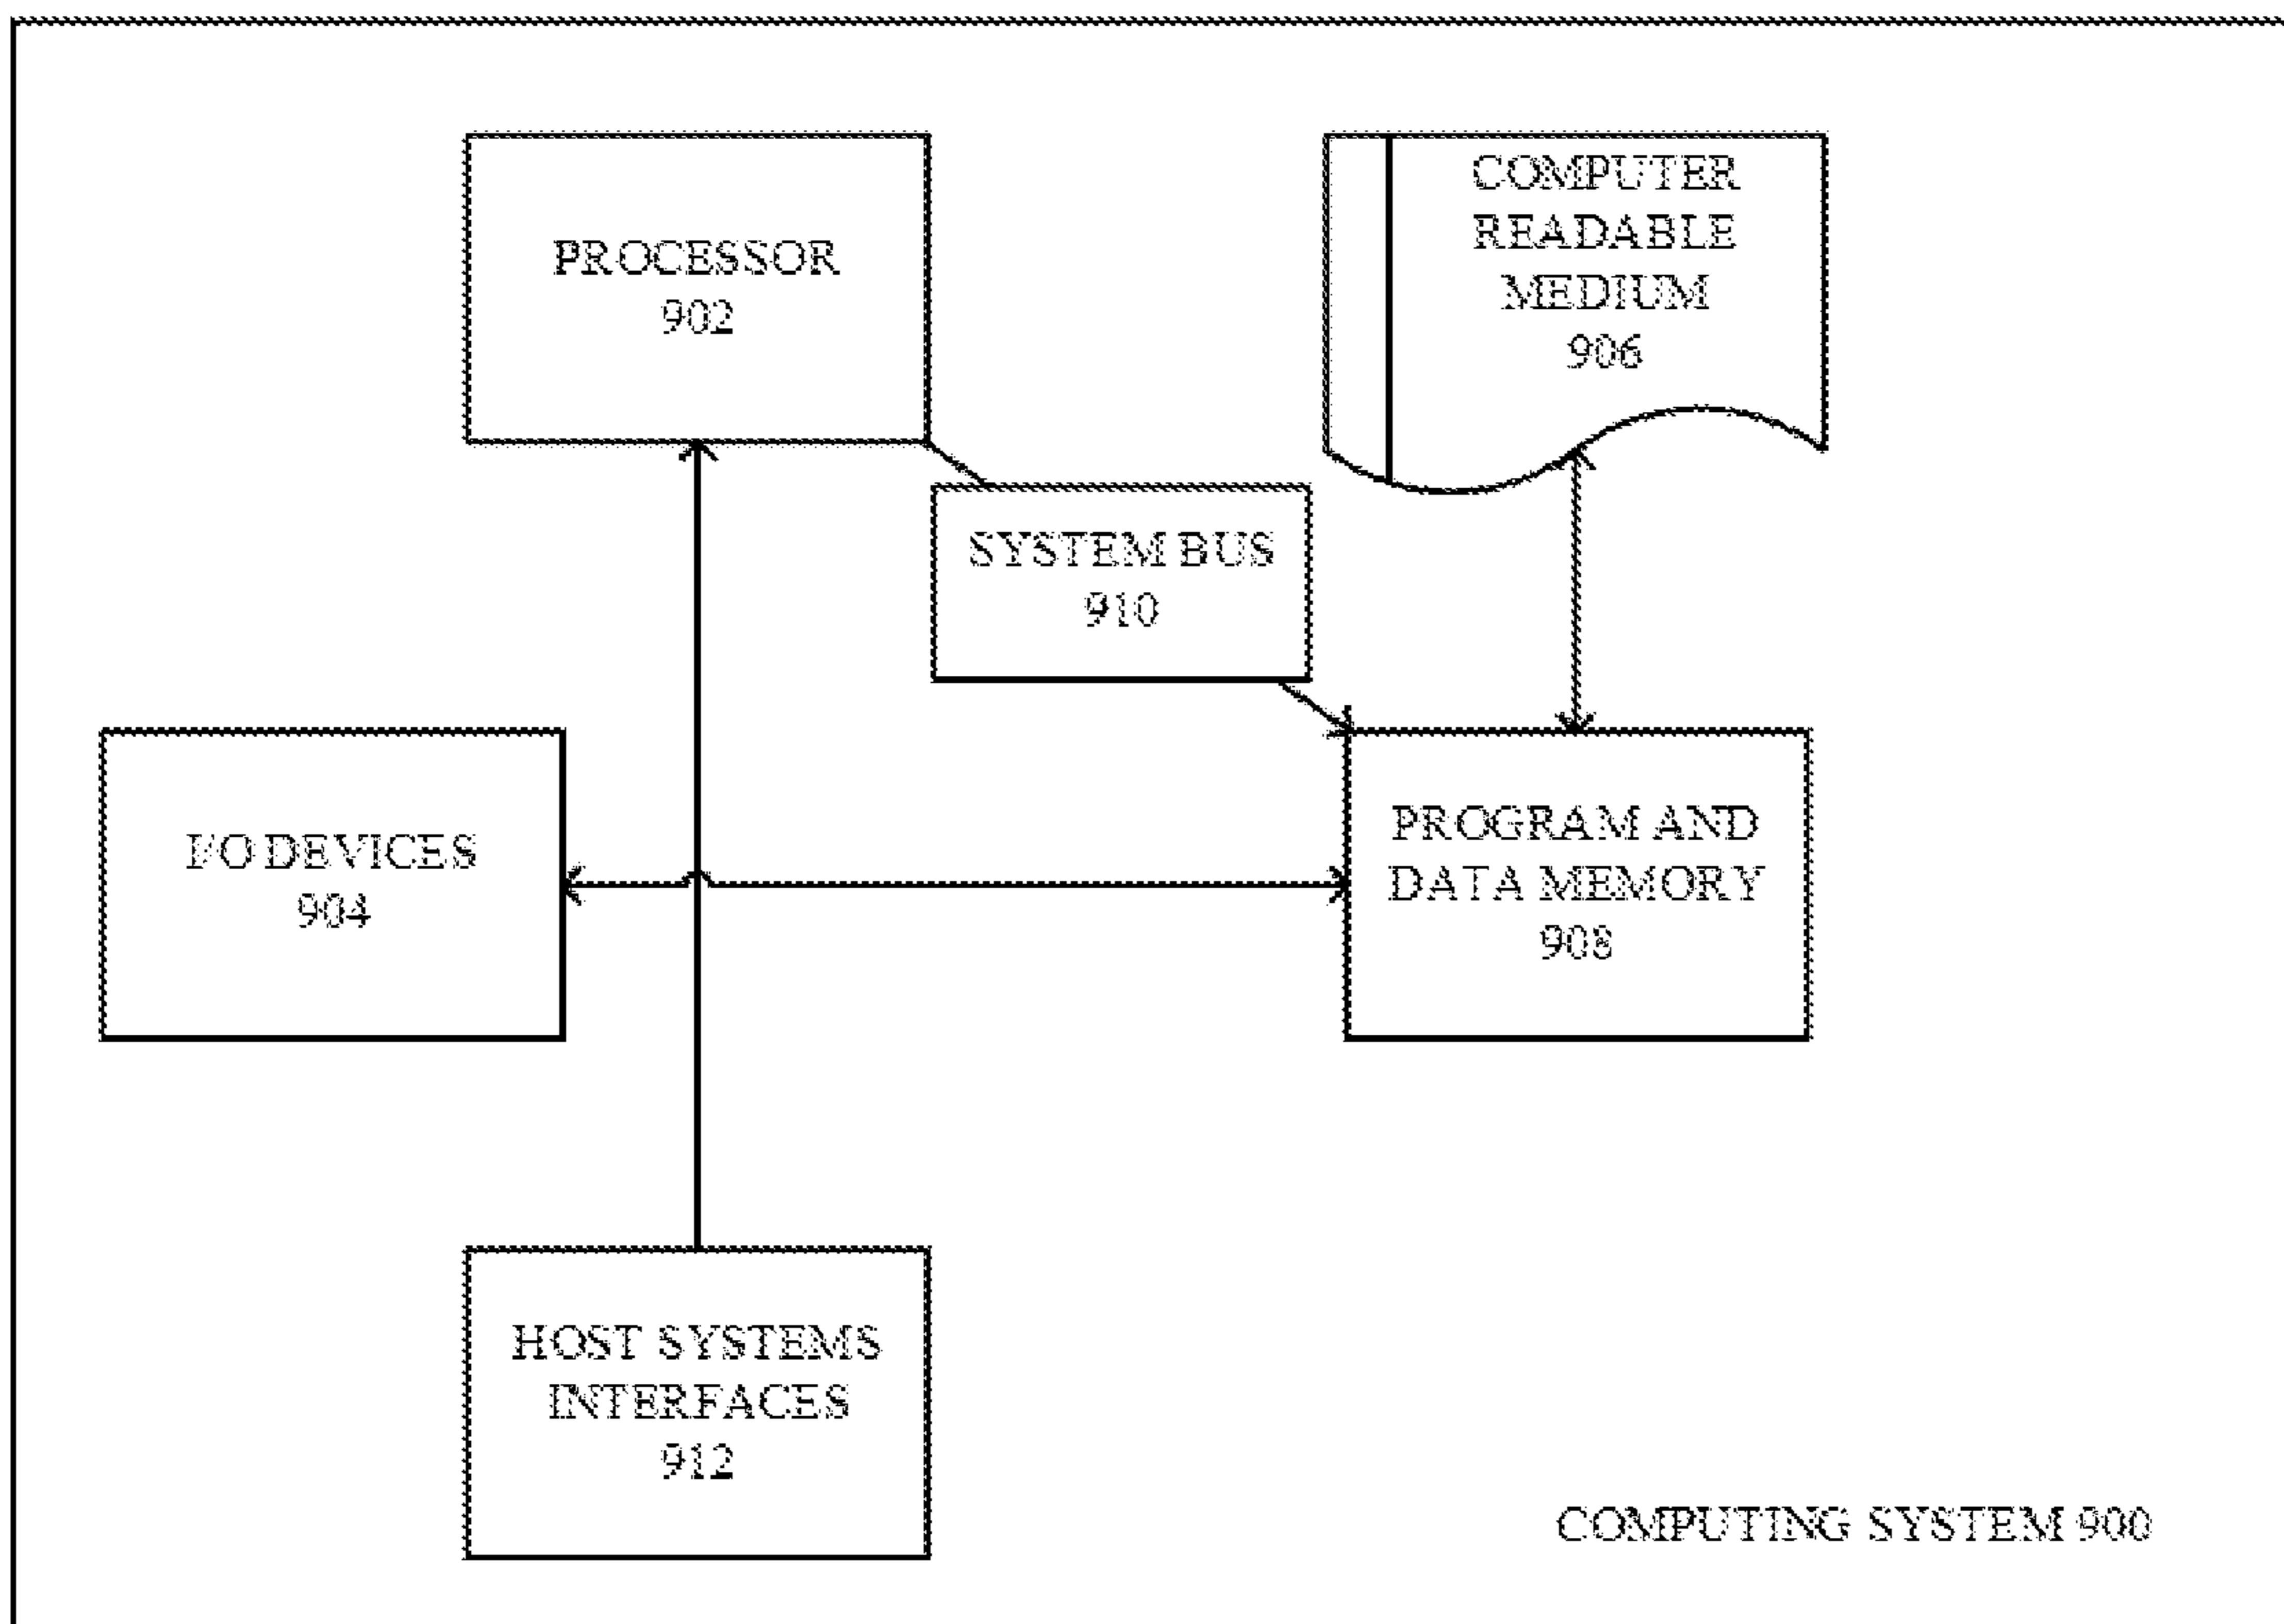 PROCESSOR
902
COMPUTER
READABLE
MEDIUM
906
SYSTEM BUS
910
I/O DEVICES
904
PROGRAM AND
DATA MEMORY
908
HOST SYSTEMS
INTERFACES
912
COMPUTING SYSTEM 900